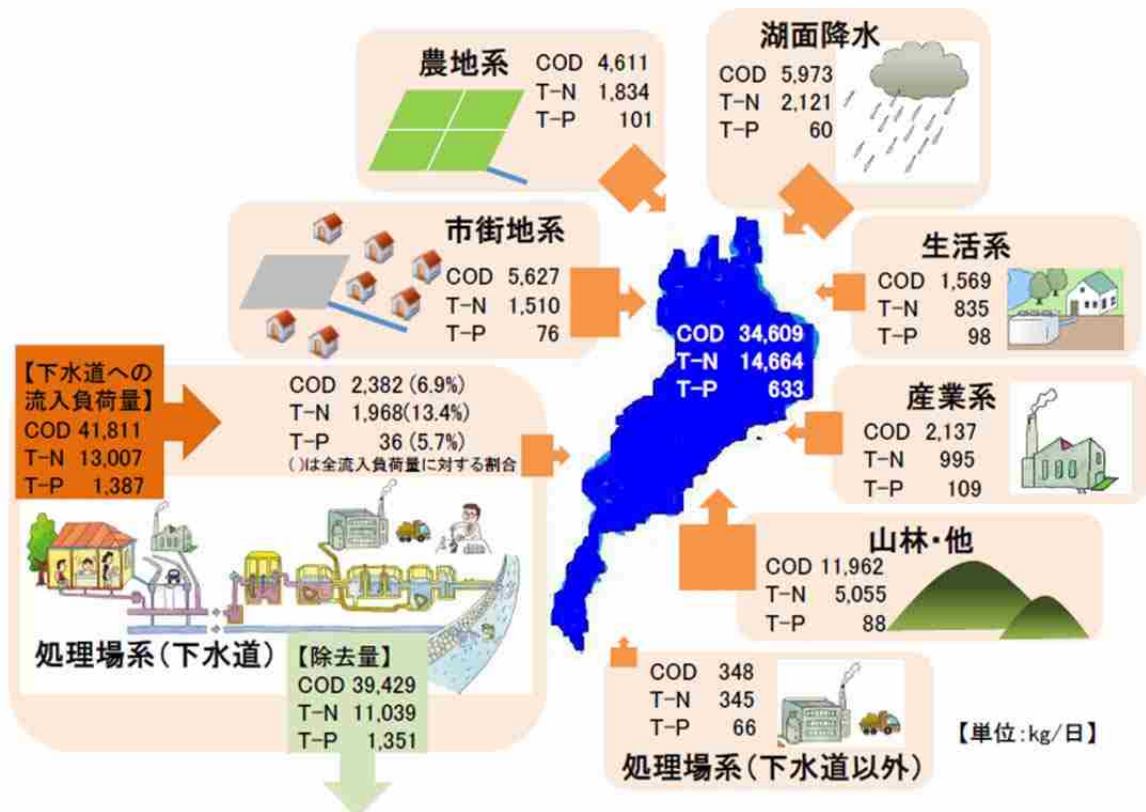 農地系
COD 4,611
T-N 1,834
T-P 101
湖面降水
COD 5,973
T-N 2,121
T-P 60
市街地系
COD 5,627
T-N 1,510
T-P 76
生活系
COD 1,569
T-N 835
T-P 98
COD 34,609
T-N 14,664
T-P 633
【下水道への
流入負荷量】
COD 41,811
T-N 13,007
T-P 1,387
COD 2,382 (6.9%)
T-N 1,968(13.4%)
T-P 36 (5.7%)
( )は全流入負荷量に対する割合
産業系
COD 2,137
T-N 995
T-P 109
山林・他
COD 11,962
T-N 5,055
T-P 88
処理場系(下水道)
【除去量】
COD 39,429
T-N 11,039
T-P 1,351
COD 348
T-N 345
T-P 66
処理場系(下水道以外)
【単位:kg/日】